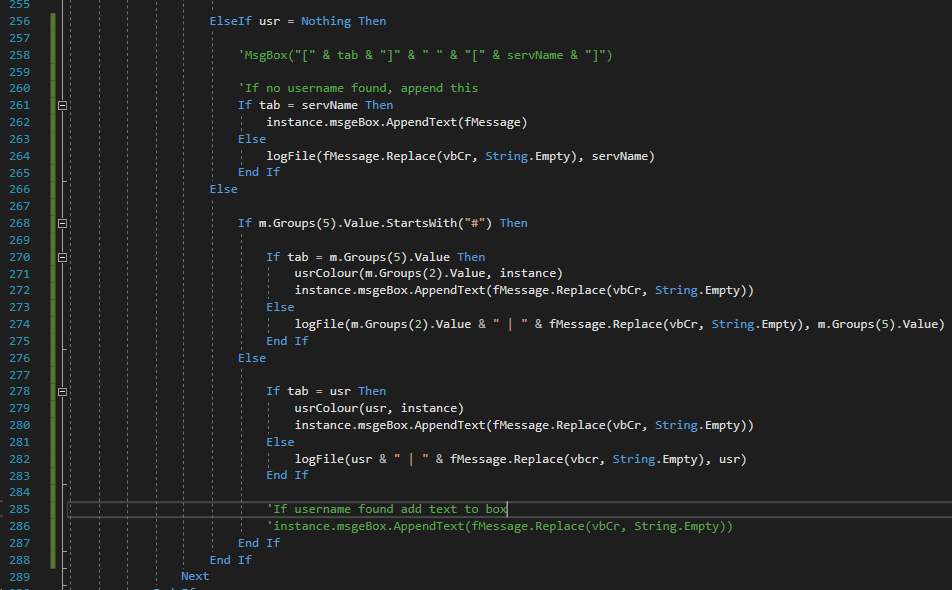 255
256 ElseIf usr = Nothing Then
257
258 'MsgBox("[" & tab & "]" & " " & "[" & servName & "]")
259
260 'If no username found, append this
261 If tab = servName Then
262 instance.msgeBox.AppendText(fMessage)
263 Else
264 logFile(fMessage.Replace(vbCr, String.Empty), servName)
265 End If
266 Else
267
268 If m.Groups(5).Value.StartsWith("#") Then
269
270 If tab = m.Groups(5).Value Then
271 usrColour(m.Groups(2).Value, instance)
272 instance.msgeBox.AppendText(fMessage.Replace(vbCr, String.Empty))
273 Else
274 logFile(m.Groups(2).Value & " | " & fMessage.Replace(vbCr, String.Empty), m.Groups(5).Value)
275 End If
276 Else
277
278 If tab = usr Then
279 usrColour(usr, instance)
280 instance.msgeBox.AppendText(fMessage.Replace(vbCr, String.Empty))
281 Else
282 logFile(usr & " | " & fMessage.Replace(vbcr, String.Empty), usr)
283 End If
284
285 'If username found add text to box
286 'instance.msgeBox.AppendText(fMessage.Replace(vbCr, String.Empty))
287 End If
288 End If
289 Next